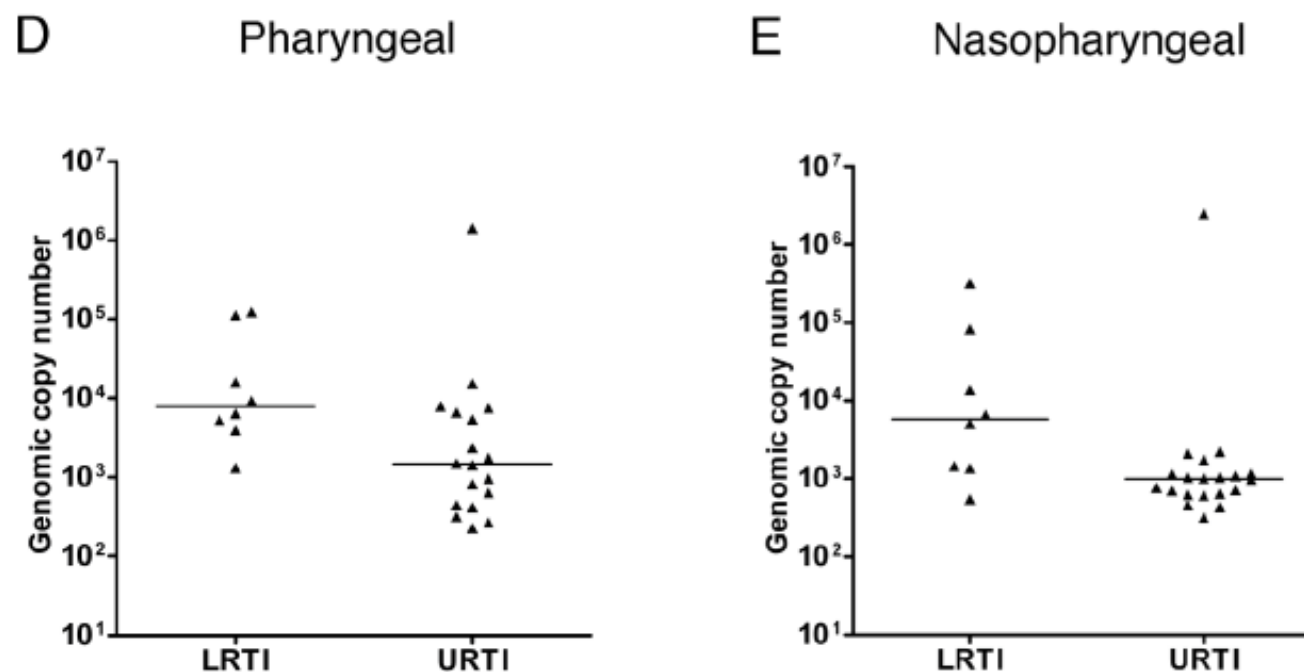 D Pharyngeal
Genomic copy number
10⁷
10⁶
10⁵
10⁴
10³
10²
10¹
LRTI URTI
E Nasopharyngeal
Genomic copy number
10⁷
10⁶
10⁵
10⁴
10³
10²
10¹
LRTI URTI